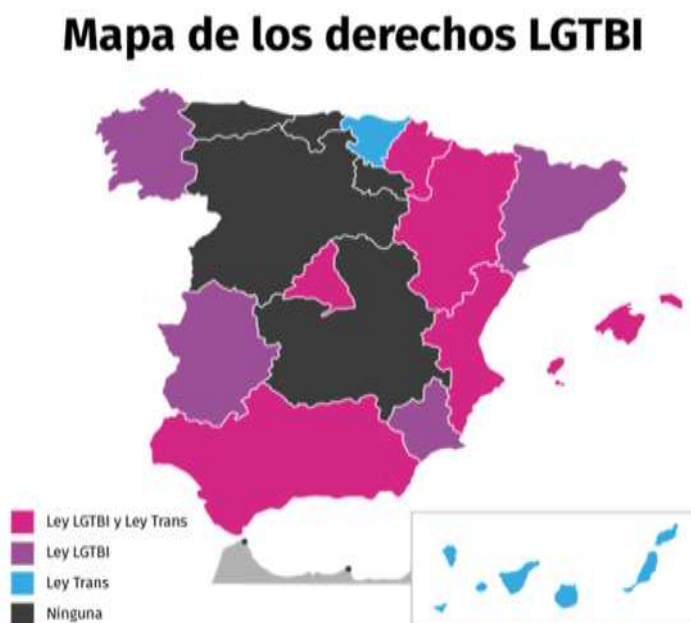 Mapa de los derechos LGTBI
Ley LGTBI y Ley Trans
Ley LGTBI
Ley Trans
Ninguna